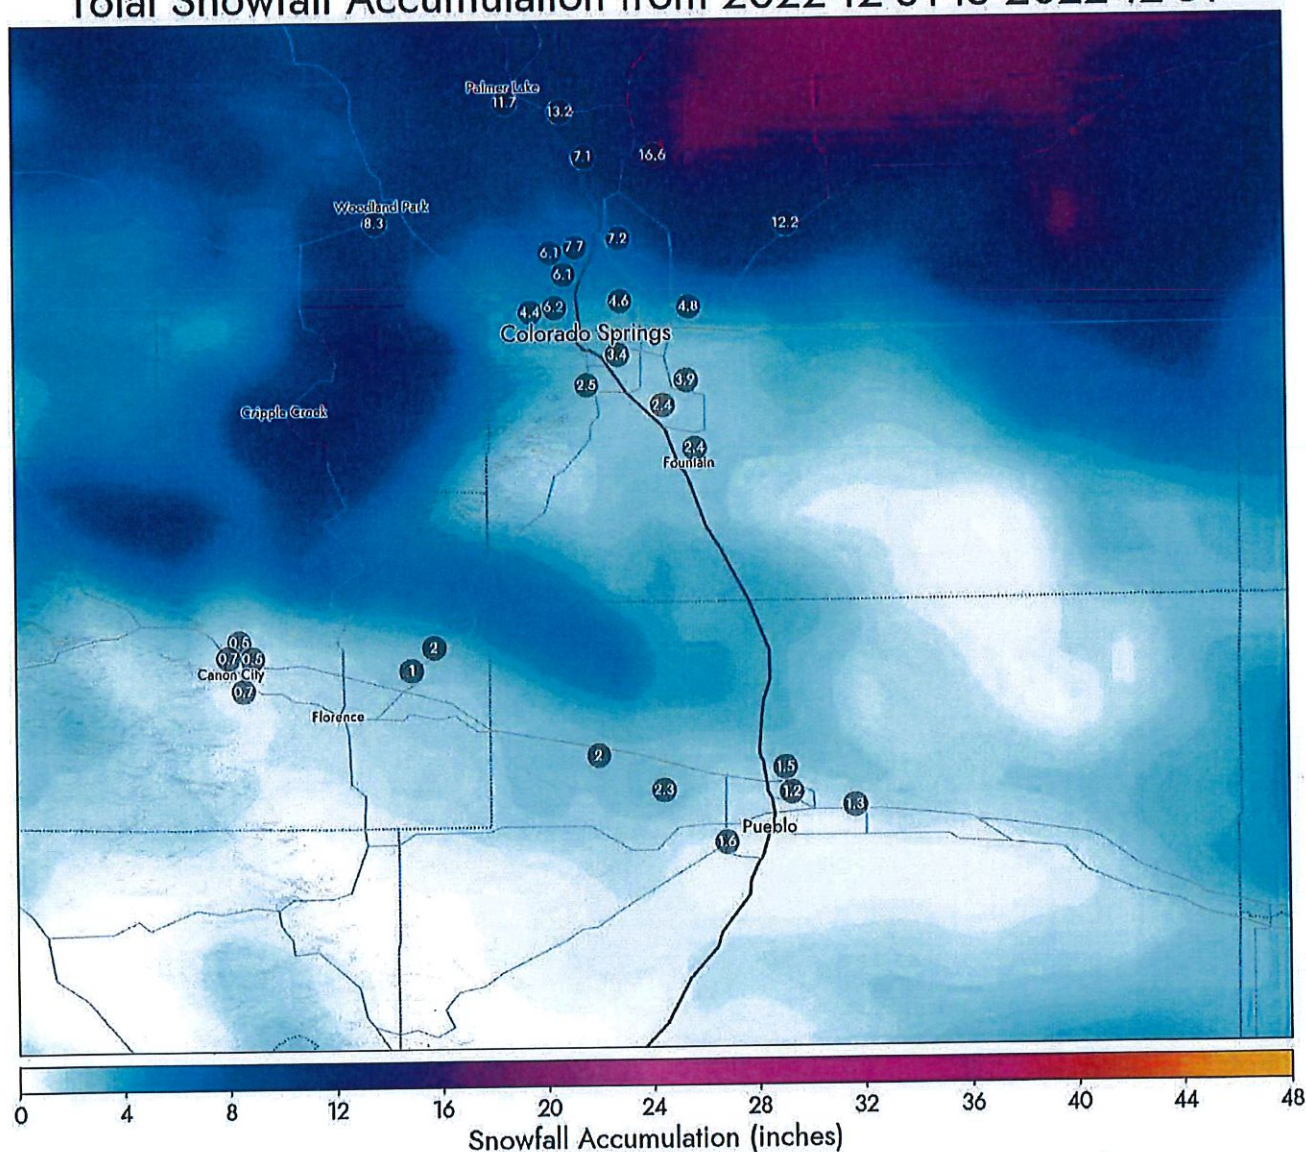 Total Snowfall Accumulation from 2022-12-01 to 2022-12-31
Palmer Lake
11.7
13.2
7.1
16.6
Woodland Park
8.3
12.2
7.2
7.7
6.1
6.1
4.6
4.8
6.2
4.4
Colorado Springs
3.4
2.5
3.9
2.4
Cripple Creek
2.4
Fountain
0.5
0.7 0.5
Canon City
0.7
2
1
Florence
2
2.3
1.5
1.2
1.3
Pueblo
1.6
0 4 8 12 16 20 24 28 32 36 40 44 48
Snowfall Accumulation (inches)